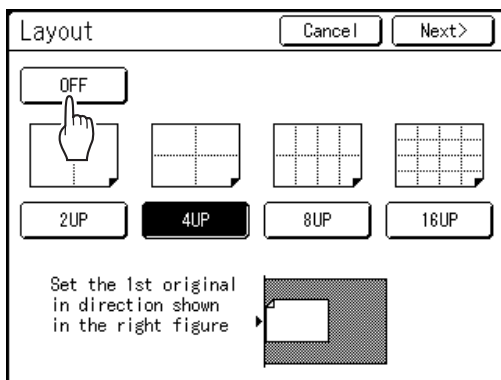 Layout
Cancel
Next>
OFF
2UP
4UP
8UP
16UP
Set the 1st original
in direction shown
in the right figure